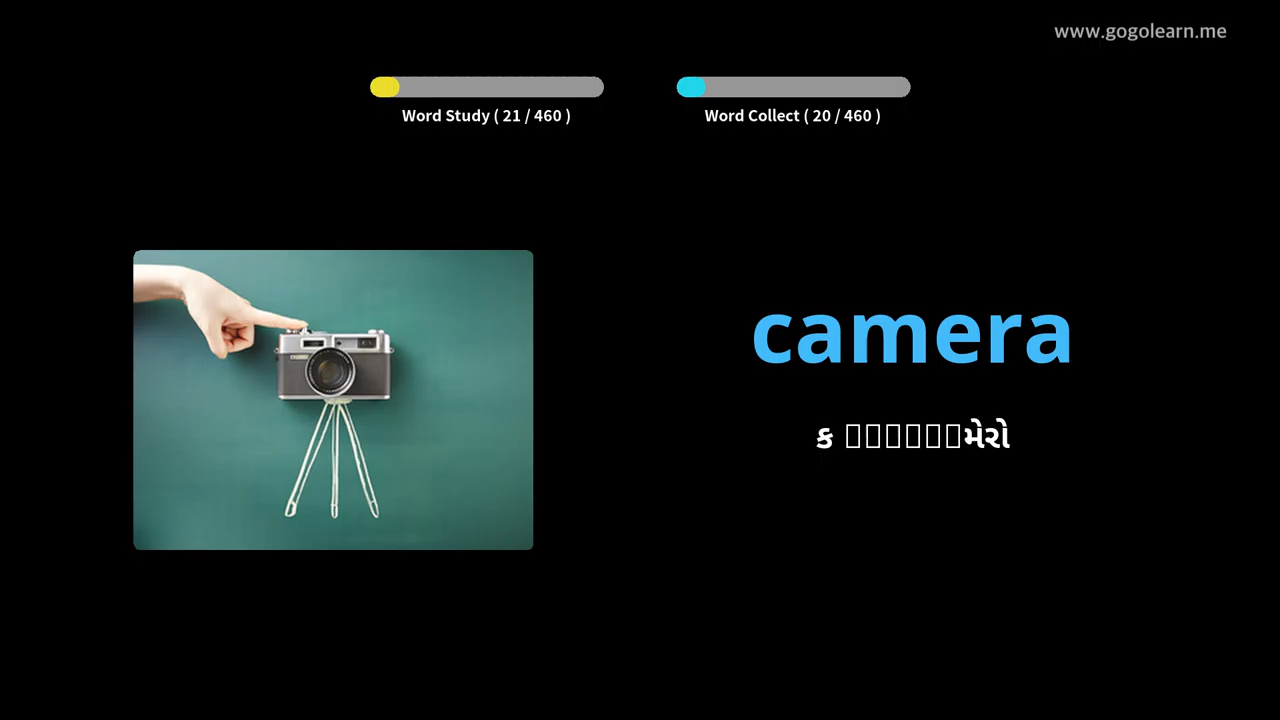 www.gogolearn.me
Word Study ( 21 / 460 )
Word Collect ( 20 / 460 )
camera
ક □□□□□□મેરો